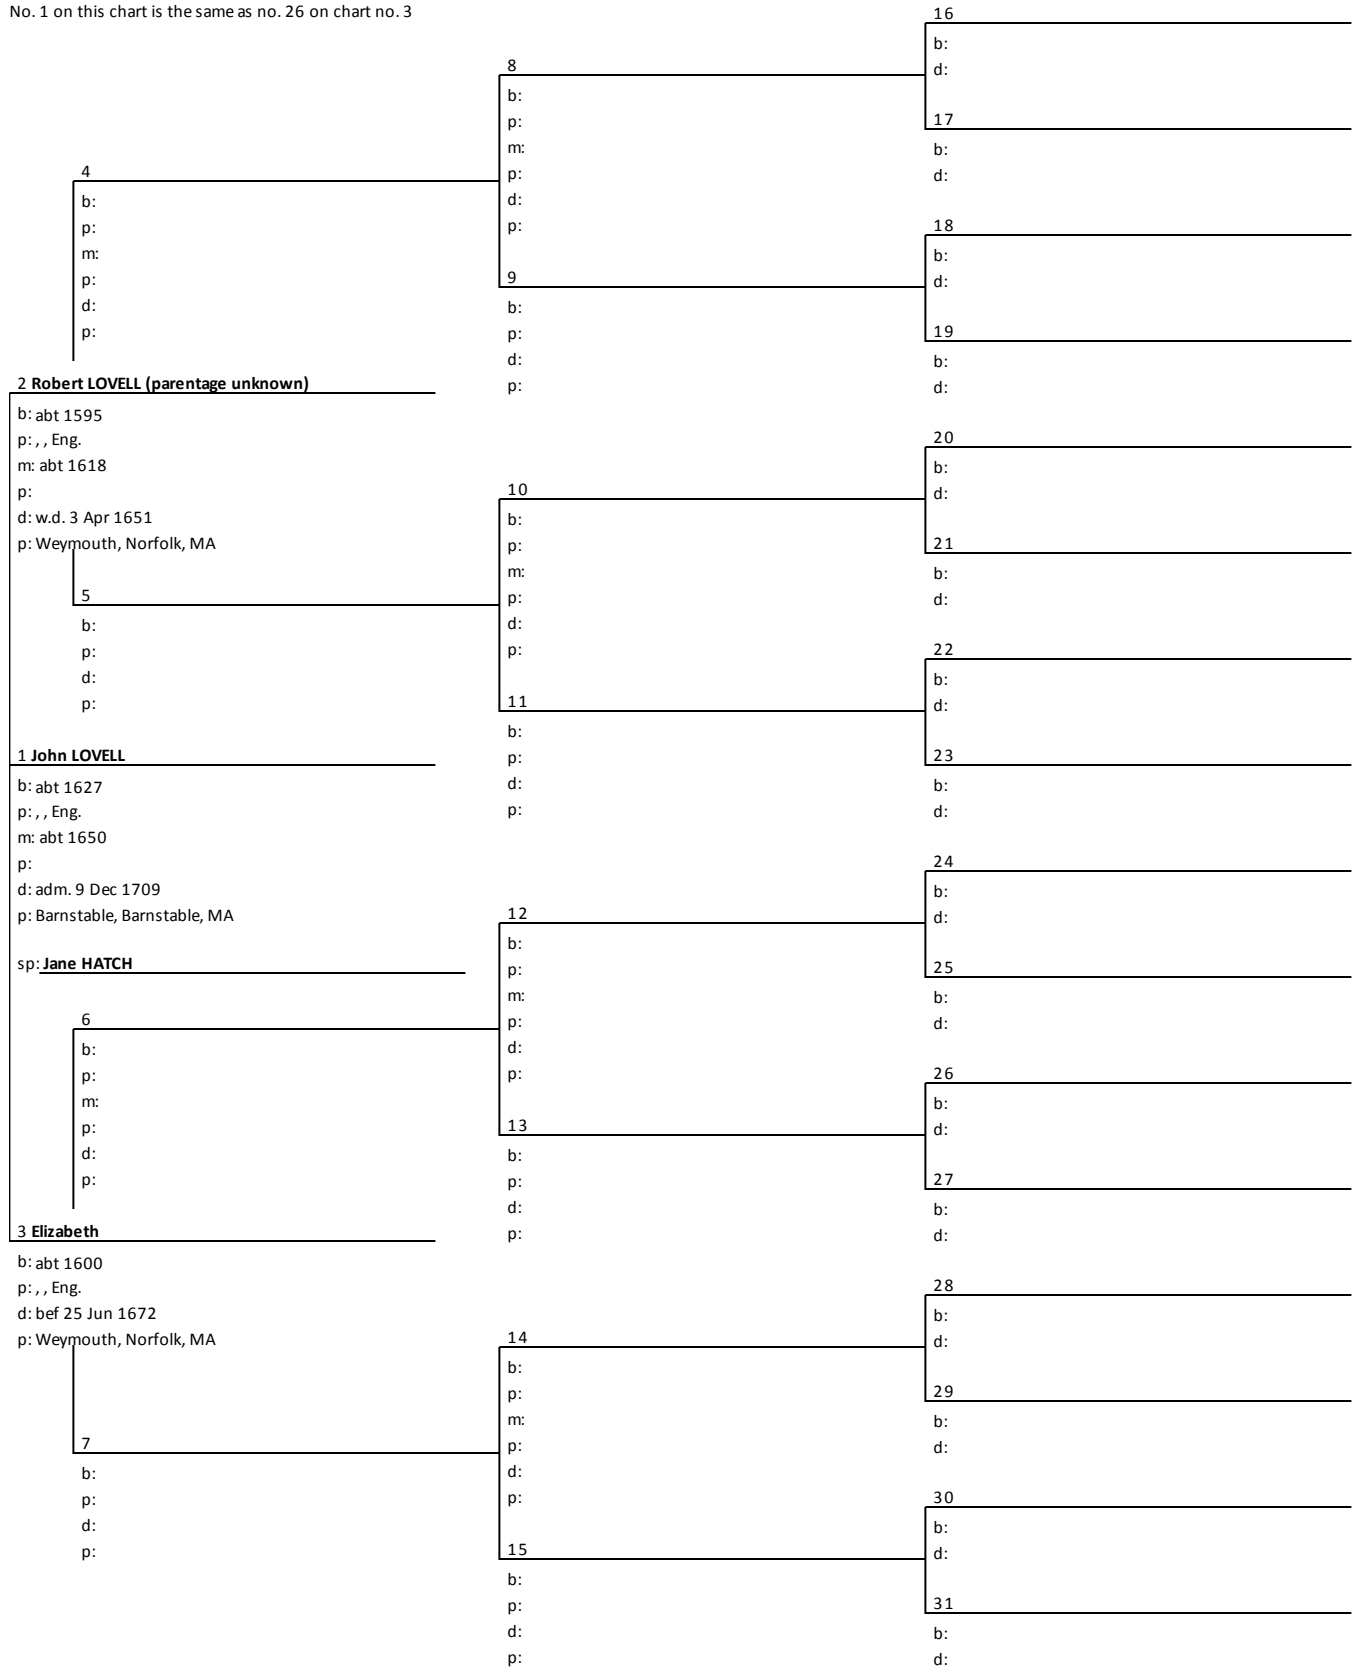 No. 1 on this chart is the same as no. 26 on chart no. 3
16
b:
d:
8
b:
p:
m:
p:
d:
p:
17
b:
d:
4
b:
p:
m:
p:
d:
p:
18
b:
d:
9
b:
p:
d:
p:
19
b:
d:
2 Robert LOVELL (parentage unknown)
b: abt 1595
p: , , Eng.
m: abt 1618
p:
d: w.d. 3 Apr 1651
p: Weymouth, Norfolk, MA
20
b:
d:
10
b:
p:
m:
p:
d:
p:
21
b:
d:
5
b:
p:
d:
p:
22
b:
d:
11
b:
p:
d:
p:
23
b:
d:
1 John LOVELL
b: abt 1627
p: , , Eng.
m: abt 1650
p:
d: adm. 9 Dec 1709
p: Barnstable, Barnstable, MA
sp: Jane HATCH
24
b:
d:
12
b:
p:
m:
p:
d:
p:
25
b:
d:
6
b:
p:
m:
p:
d:
p:
26
b:
d:
13
b:
p:
d:
p:
27
b:
d:
3 Elizabeth
b: abt 1600
p: , , Eng.
d: bef 25 Jun 1672
p: Weymouth, Norfolk, MA
28
b:
d:
14
b:
p:
m:
p:
d:
p:
29
b:
d:
7
b:
p:
d:
p:
30
b:
d:
15
b:
p:
d:
p:
31
b:
d: